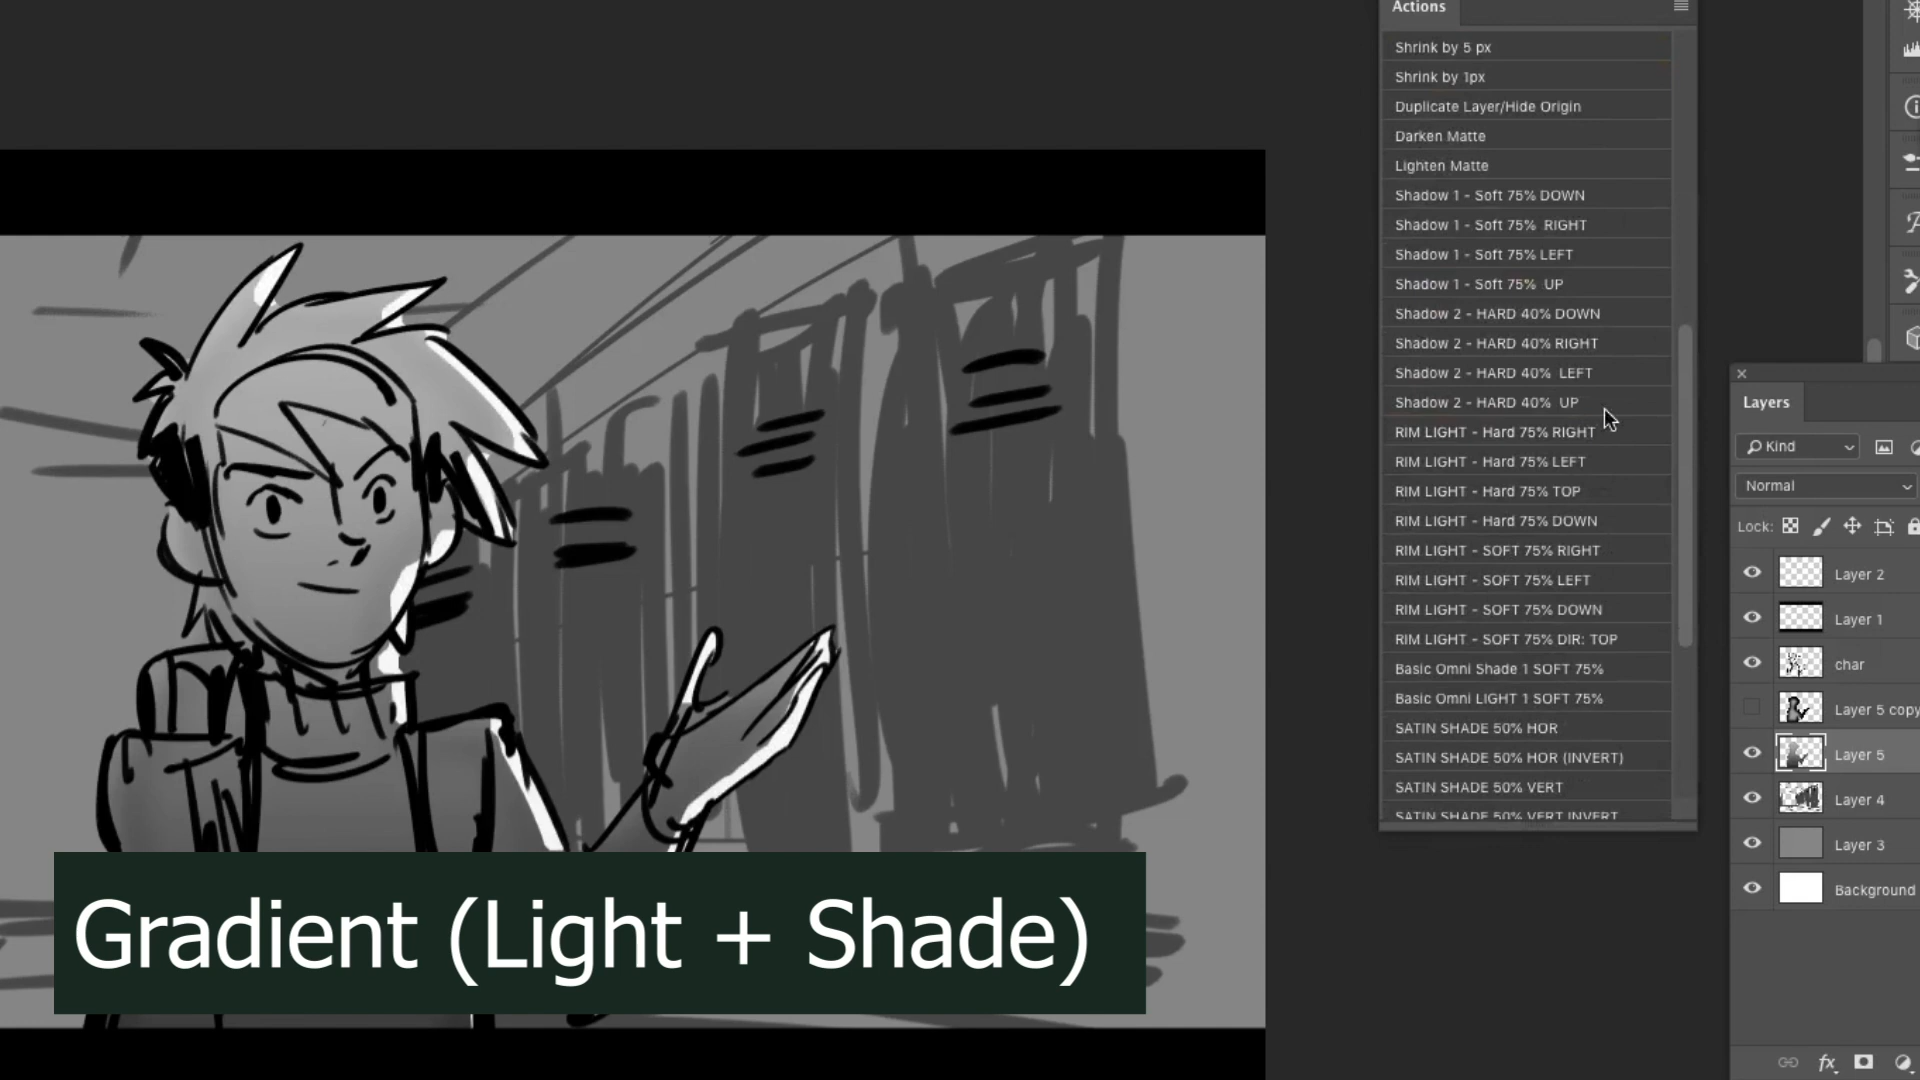 Actions
Shrink by 5 px
Shrink by 1px
Duplicate Layer/Hide Origin
Darken Matte
Lighten Matte
Shadow 1 - Soft 75% DOWN
Shadow 1 - Soft 75%  RIGHT
Shadow 1 - Soft 75% LEFT
Shadow 1 - Soft 75%  UP
Shadow 2 - HARD 40% DOWN
Shadow 2 - HARD 40% RIGHT
Shadow 2 - HARD 40%  LEFT
Shadow 2 - HARD 40%  UP
RIM LIGHT - Hard 75% RIGHT
RIM LIGHT - Hard 75% LEFT
RIM LIGHT - Hard 75% TOP
RIM LIGHT - Hard 75% DOWN
RIM LIGHT - SOFT 75% RIGHT
RIM LIGHT - SOFT 75% LEFT
RIM LIGHT - SOFT 75% DOWN
RIM LIGHT - SOFT 75% DIR: TOP
Basic Omni Shade 1 SOFT 75%
Basic Omni LIGHT 1 SOFT 75%
SATIN SHADE 50% HOR
SATIN SHADE 50% HOR (INVERT)
SATIN SHADE 50% VERT
SATIN SHADE 50% VERT INVERT
Layers
Kind
Normal
Lock:
Layer 2
Layer 1
char
Layer 5 copy
Layer 5
Layer 4
Layer 3
Background
fx
Gradient (Light + Shade)